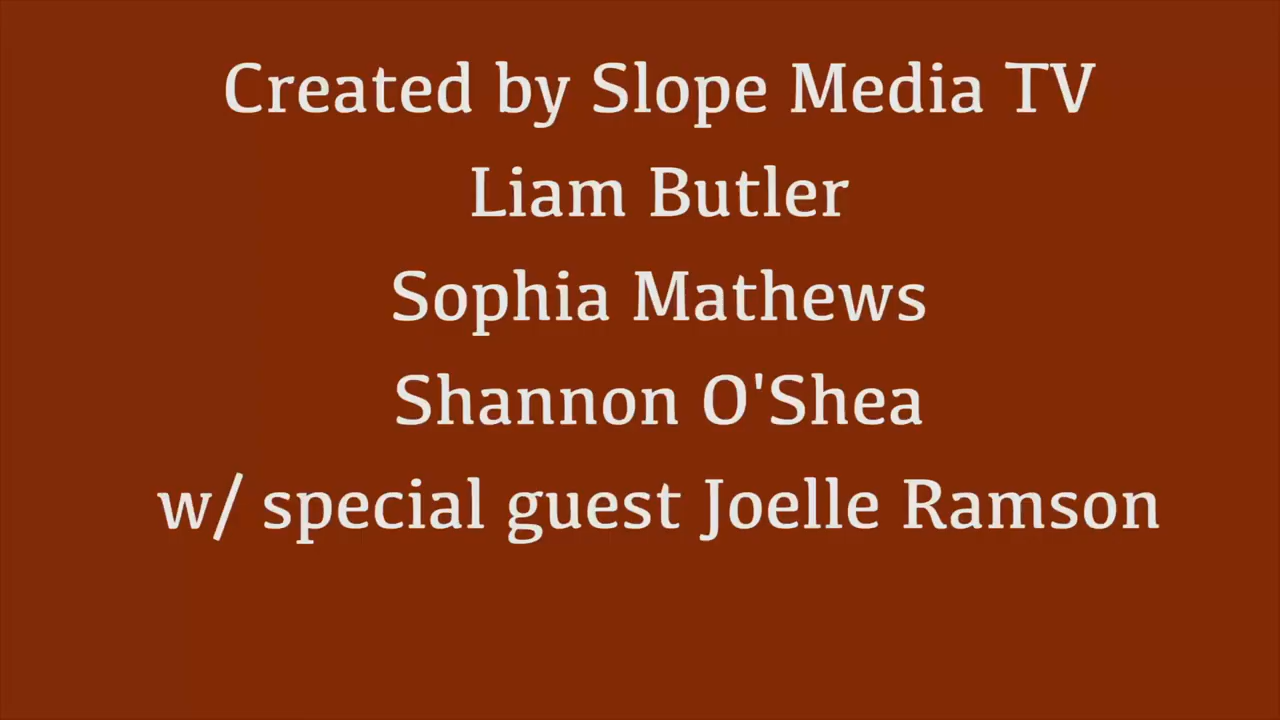 Created by Slope Media TV
Liam Butler
Sophia Mathews
Shannon O'Shea
w/ special guest Joelle Ramson